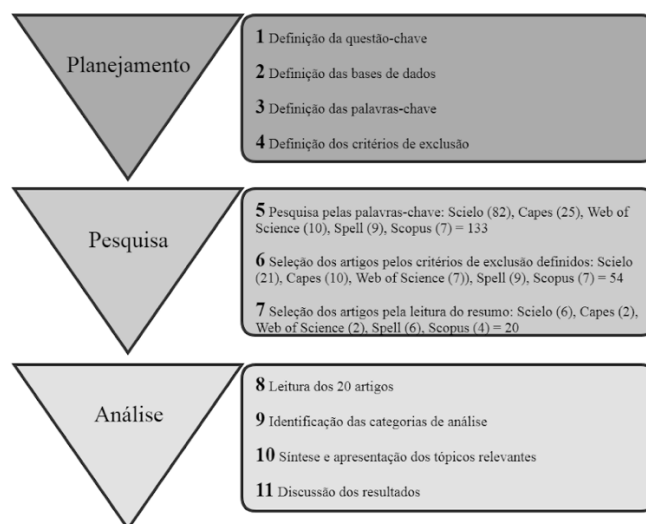 Planejamento
1 Definição da questão-chave
2 Definição das bases de dados
3 Definição das palavras-chave
4 Definição dos critérios de exclusão
Pesquisa
5 Pesquisa pelas palavras-chave: Scielo (82), Capes (25), Web of
Science (10), Spell (9), Scopus (7) = 133
6 Seleção dos artigos pelos critérios de exclusão definidos: Scielo
(21), Capes (10), Web of Science (7)), Spell (9), Scopus (7) = 54
7 Seleção dos artigos pela leitura do resumo: Scielo (6), Capes (2),
Web of Science (2), Spell (6), Scopus (4) = 20
Análise
8 Leitura dos 20 artigos
9 Identificação das categorias de análise
10 Síntese e apresentação dos tópicos relevantes
11 Discussão dos resultados